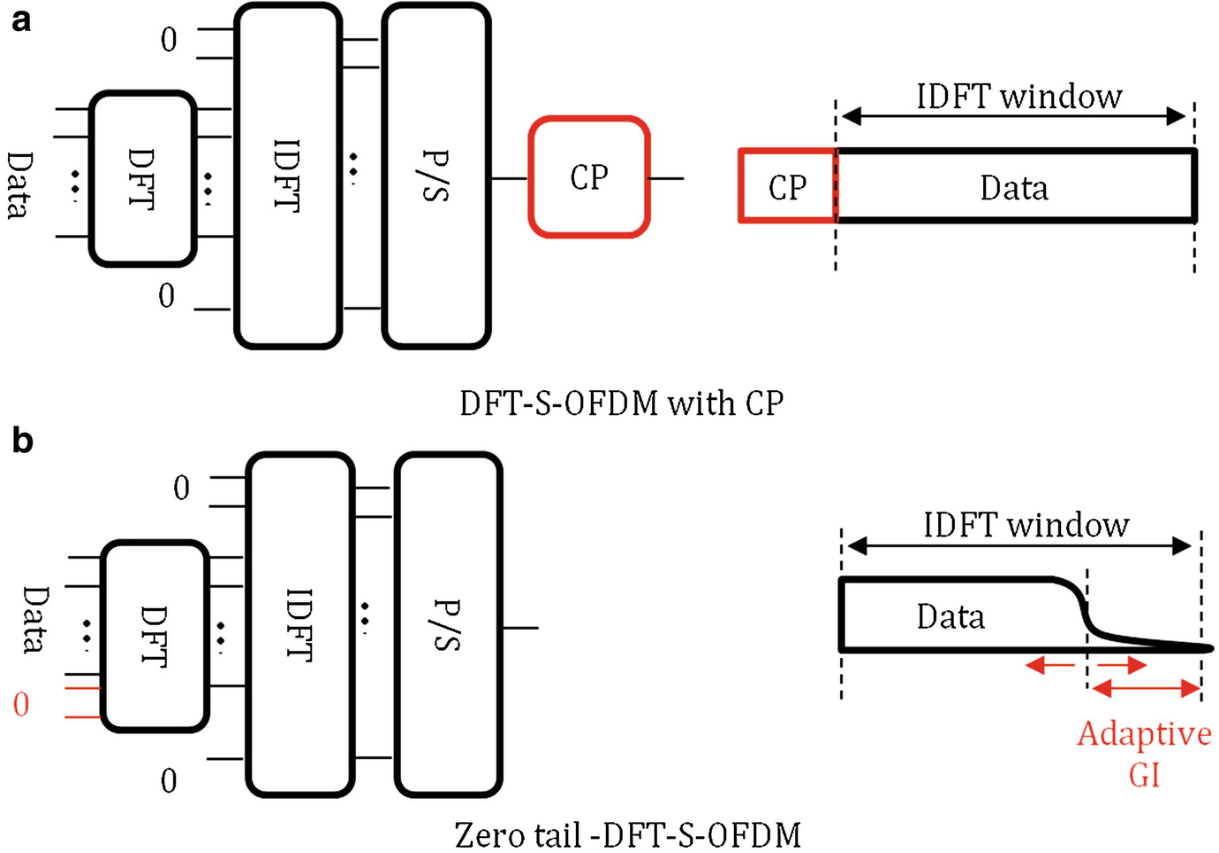 a
0
Data
DFT
0
IDFT
P/S
CP
IDFT window
CP
Data
DFT-S-OFDM with CP
b
0
Data
0
DFT
0
IDFT
P/S
IDFT window
Data
Adaptive
GI
Zero tail -DFT-S-OFDM